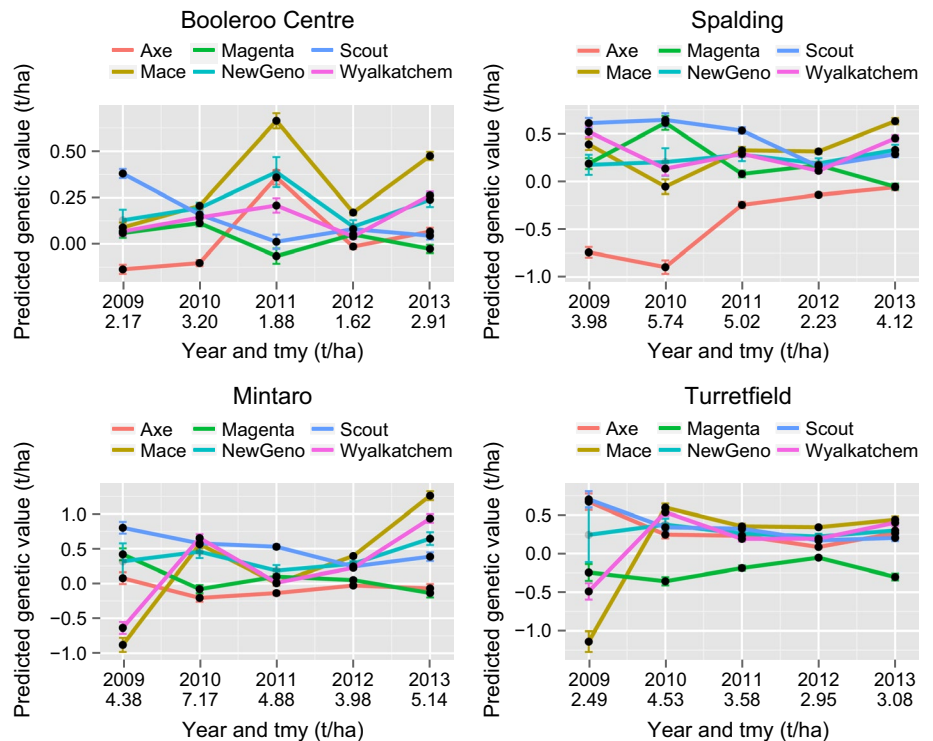 Booleroo Centre
Axe Magenta Scout
Mace NewGeno Wyalkatchem
Predicted genetic value (t/ha)
0.50
0.25
0.00
2009 2010 2011 2012 2013
2.17 3.20 1.88 1.62 2.91
Year and tmy (t/ha)
Spalding
Axe Magenta Scout
Mace NewGeno Wyalkatchem
Predicted genetic value (t/ha)
0.5
0.0
−0.5
−1.0
2009 2010 2011 2012 2013
3.98 5.74 5.02 2.23 4.12
Year and tmy (t/ha)
Mintaro
Axe Magenta Scout
Mace NewGeno Wyalkatchem
Predicted genetic value (t/ha)
1.0
0.5
0.0
−0.5
−1.0
2009 2010 2011 2012 2013
4.38 7.17 4.88 3.98 5.14
Year and tmy (t/ha)
Turretfield
Axe Magenta Scout
Mace NewGeno Wyalkatchem
Predicted genetic value (t/ha)
0.5
0.0
−0.5
−1.0
2009 2010 2011 2012 2013
2.49 4.53 3.58 2.95 3.08
Year and tmy (t/ha)